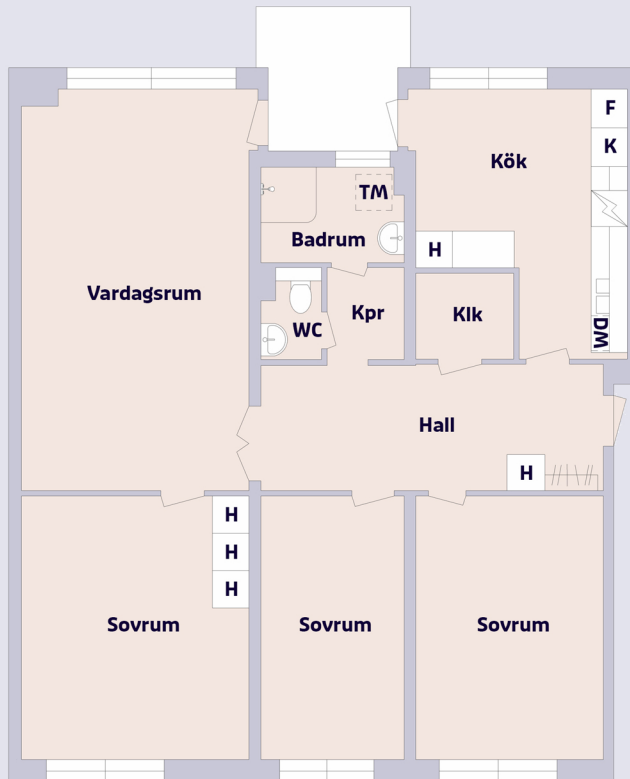 F
K
Kök
TM
Badrum
H
Vardagsrum
Kpr
Klk
WC
DM
Hall
H
H
H
H
Sovrum
Sovrum
Sovrum